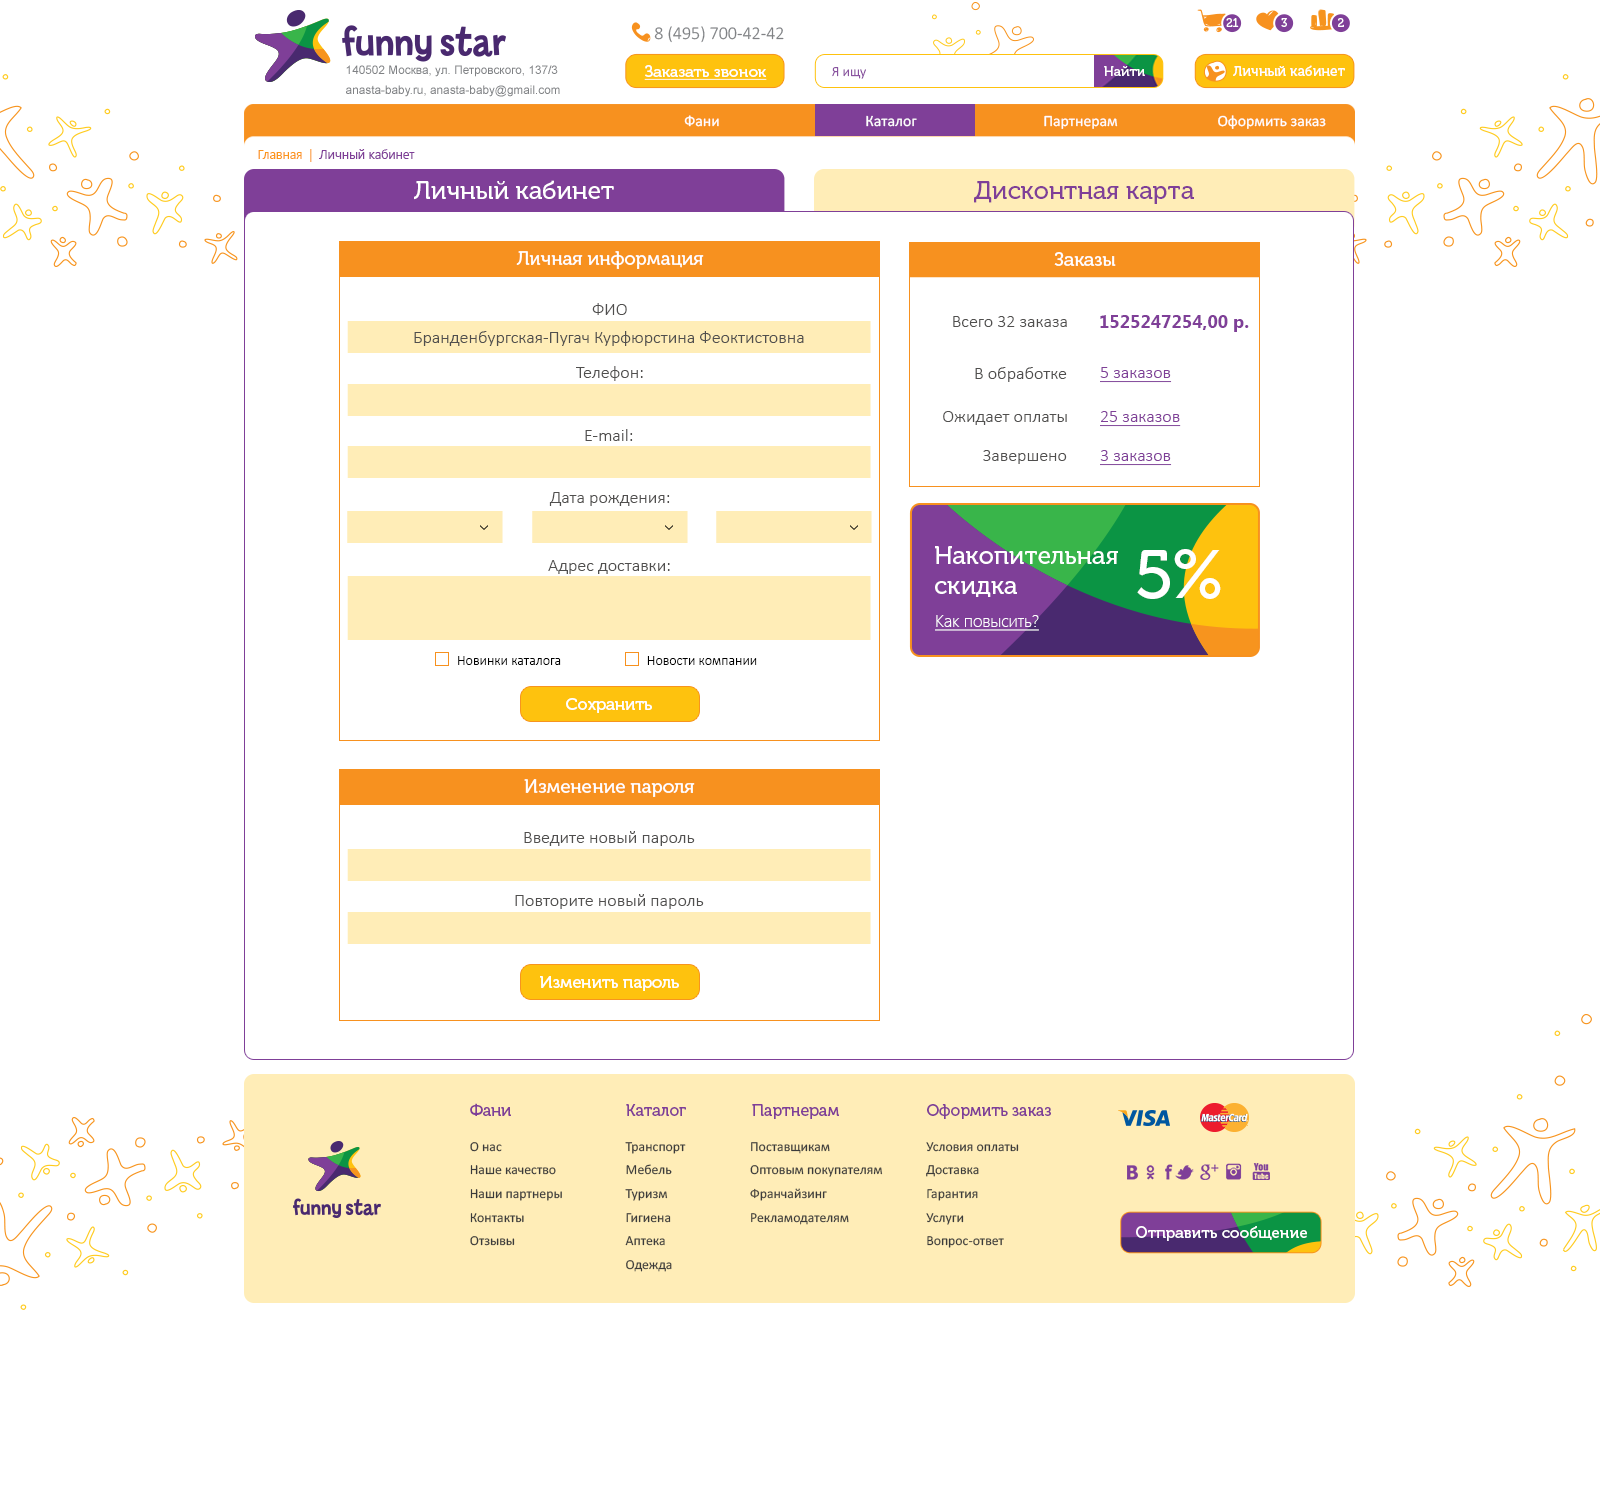 funny star
140502 Москва, ул. Петровского, 137/3
anasta-baby.ru, anasta-baby@gmail.com
8 (495) 700-42-42
Заказать звонок
Я ищу
Найти
21
3
2
Личный кабинет
Фани
Каталог
Партнерам
Оформить заказ
Главная | Личный кабинет
Личный кабинет
Дисконтная карта
Личная информация
ФИО
Бранденбургская-Пугач Курфюрстина Феоктистовна
Телефон:
E-mail:
Дата рождения:
Адрес доставки:
Новинки каталога
Новости компании
Сохранить
Заказы
Всего 32 заказа
1525247254,00 р.
В обработке
5 заказов
Ожидает оплаты
25 заказов
Завершено
3 заказов
Накопительная
скидка
5%
Как повысить?
Изменение пароля
Введите новый пароль
Повторите новый пароль
Изменить пароль
funny star
Фани
О нас
Наше качество
Наши партнеры
Контакты
Отзывы
Каталог
Транспорт
Мебель
Туризм
Гигиена
Аптека
Одежда
Партнерам
Поставщикам
Оптовым покупателям
Франчайзинг
Рекламодателям
Оформить заказ
Условия оплаты
Доставка
Гарантия
Услуги
Вопрос-ответ
VISA
MasterCard
You
Tube
Отправить сообщение